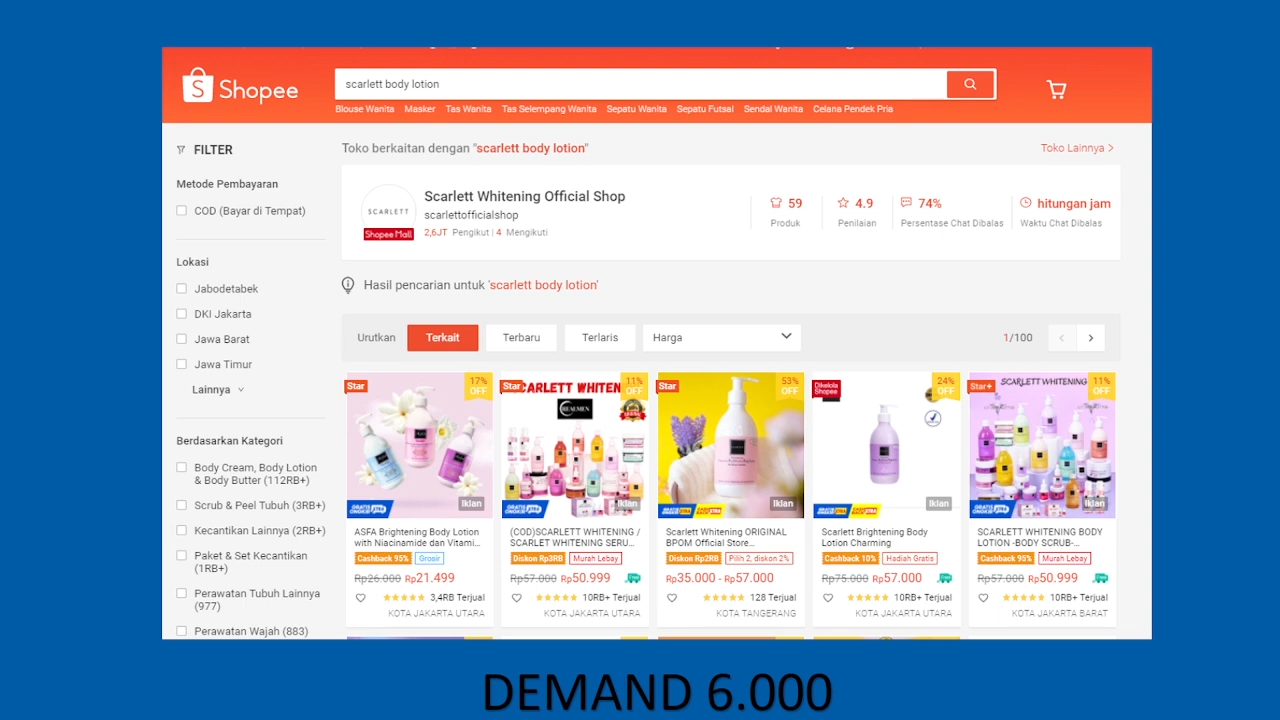 Shopee
scarlett body lotion
Blouse Wanita Masker Tas Wanita Tas Selempang Wanita Sepatu Wanita Sepatu Futsal Sendal Wanita Celana Pendek Pria
FILTER
Metode Pembayaran
COD (Bayar di Tempat)
Lokasi
Jabodetabek
DKI Jakarta
Jawa Barat
Jawa Timur
Lainnya
Berdasarkan Kategori
Body Cream, Body Lotion
& Body Butter (112RB+)
Scrub & Peel Tubuh (3RB+)
Kecantikan Lainnya (2RB+)
Paket & Set Kecantikan
(1RB+)
Perawatan Tubuh Lainnya
(977)
Perawatan Wajah (883)
Toko berkaitan dengan "scarlett body lotion"
Toko Lainnya >
SCARLETT
Shopee Mall
Scarlett Whitening Official Shop
scarlettofficialshop
2,6JT Pengikut | 4 Mengikuti
59
Produk
4.9
Penilaian
74%
Persentase Chat Dibalas
hitungan jam
Waktu Chat Dibalas
Hasil pencarian untuk 'scarlett body lotion'
Urutkan Terkait Terbaru Terlaris Harga 1/100 < >
Star
17%
OFF
GRATIS
ONGKIR XTRA
Iklan
ASFA Brightening Body Lotion
with Niacinamide dan Vitami...
Cashback 95% Grosir
Rp26.000 Rp21.499
3,4RB Terjual
KOTA JAKARTA UTARA
Star
SCARLETT WHITEN
REALMEN
11%
OFF
GRATIS
ONGKIR XTRA
Iklan
(COD)SCARLETT WHITENING /
SCARLET WHITENING SERU...
Diskon Rp3RB Murah Lebay
Rp57.000 Rp50.999
10RB+ Terjual
KOTA JAKARTA UTARA
Star
53%
OFF
Iklan
Scarlett Whitening ORIGINAL
BPOM Official Store...
Diskon Rp2RB Pilih 2, diskon 2%
Rp35.000 - Rp57.000
128 Terjual
KOTA TANGERANG
Dikelola
Shopee
24%
OFF
Iklan
Scarlett Brightening Body
Lotion Charming
Cashback 10% Hadiah Gratis
Rp75.000 Rp57.000
10RB+ Terjual
KOTA JAKARTA UTARA
Star+
SCARLETT WHITENING
11%
OFF
GRATIS
ONGKIR XTRA
Iklan
SCARLETT WHITENING BODY
LOTION -BODY SCRUB-...
Cashback 95% Murah Lebay
Rp57.000 Rp50.999
10RB+ Terjual
KOTA JAKARTA BARAT
DEMAND 6.000